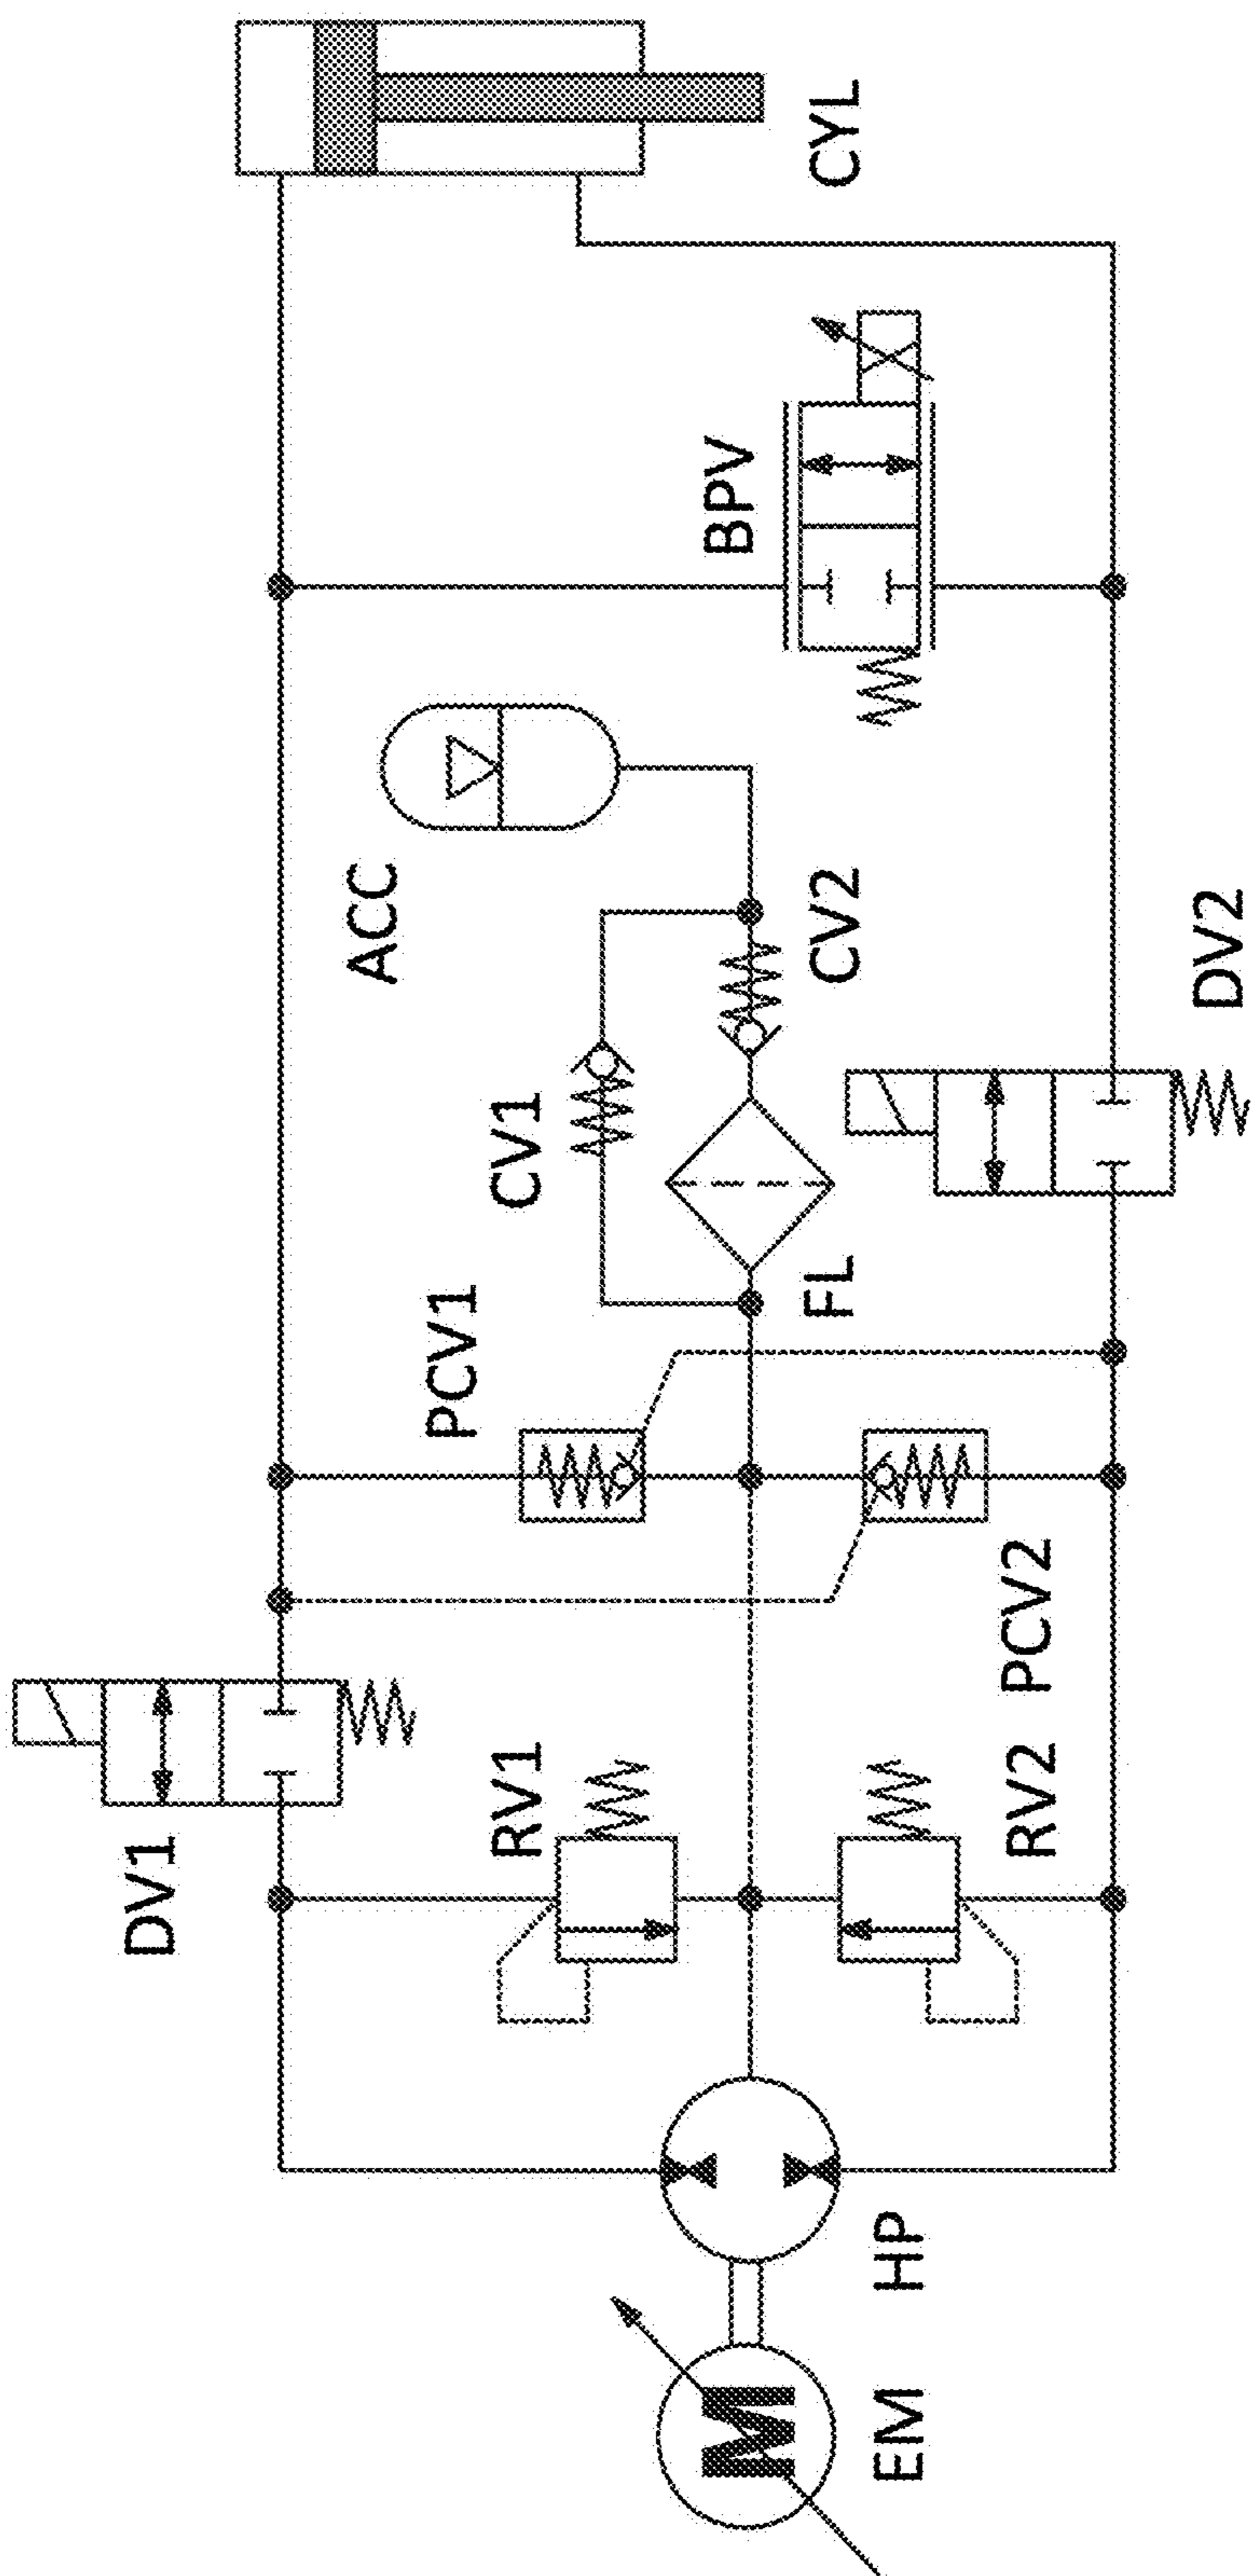 CYL
BPV
ACC
CV2
DV2
CV1
PCV1
FL
PCV2
DV1
RV1
RV2
HP
M
EM